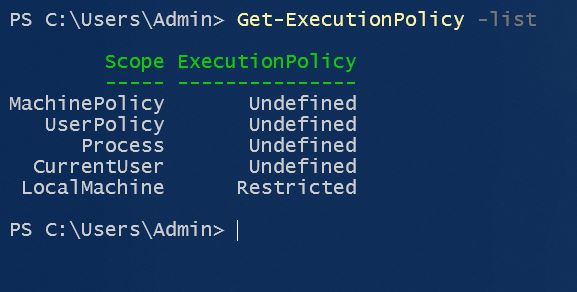 PS C:\Users\Admin> Get-ExecutionPolicy -list
Scope ExecutionPolicy
----- ---------------
MachinePolicy Undefined
UserPolicy Undefined
Process Undefined
CurrentUser Undefined
LocalMachine Restricted
PS C:\Users\Admin>